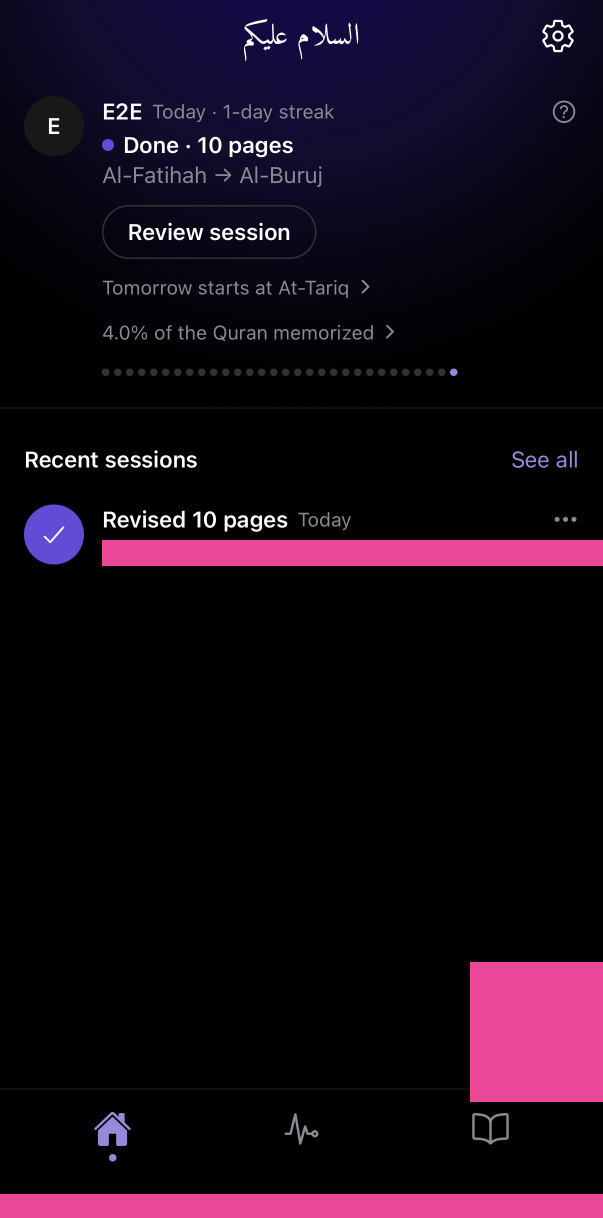 السلام عليكم
E
E2E Today · 1-day streak
Done · 10 pages
Al-Fatihah → Al-Buruj
Review session
Tomorrow starts at At-Tariq
4.0% of the Quran memorized
Recent sessions See all
Revised 10 pages Today